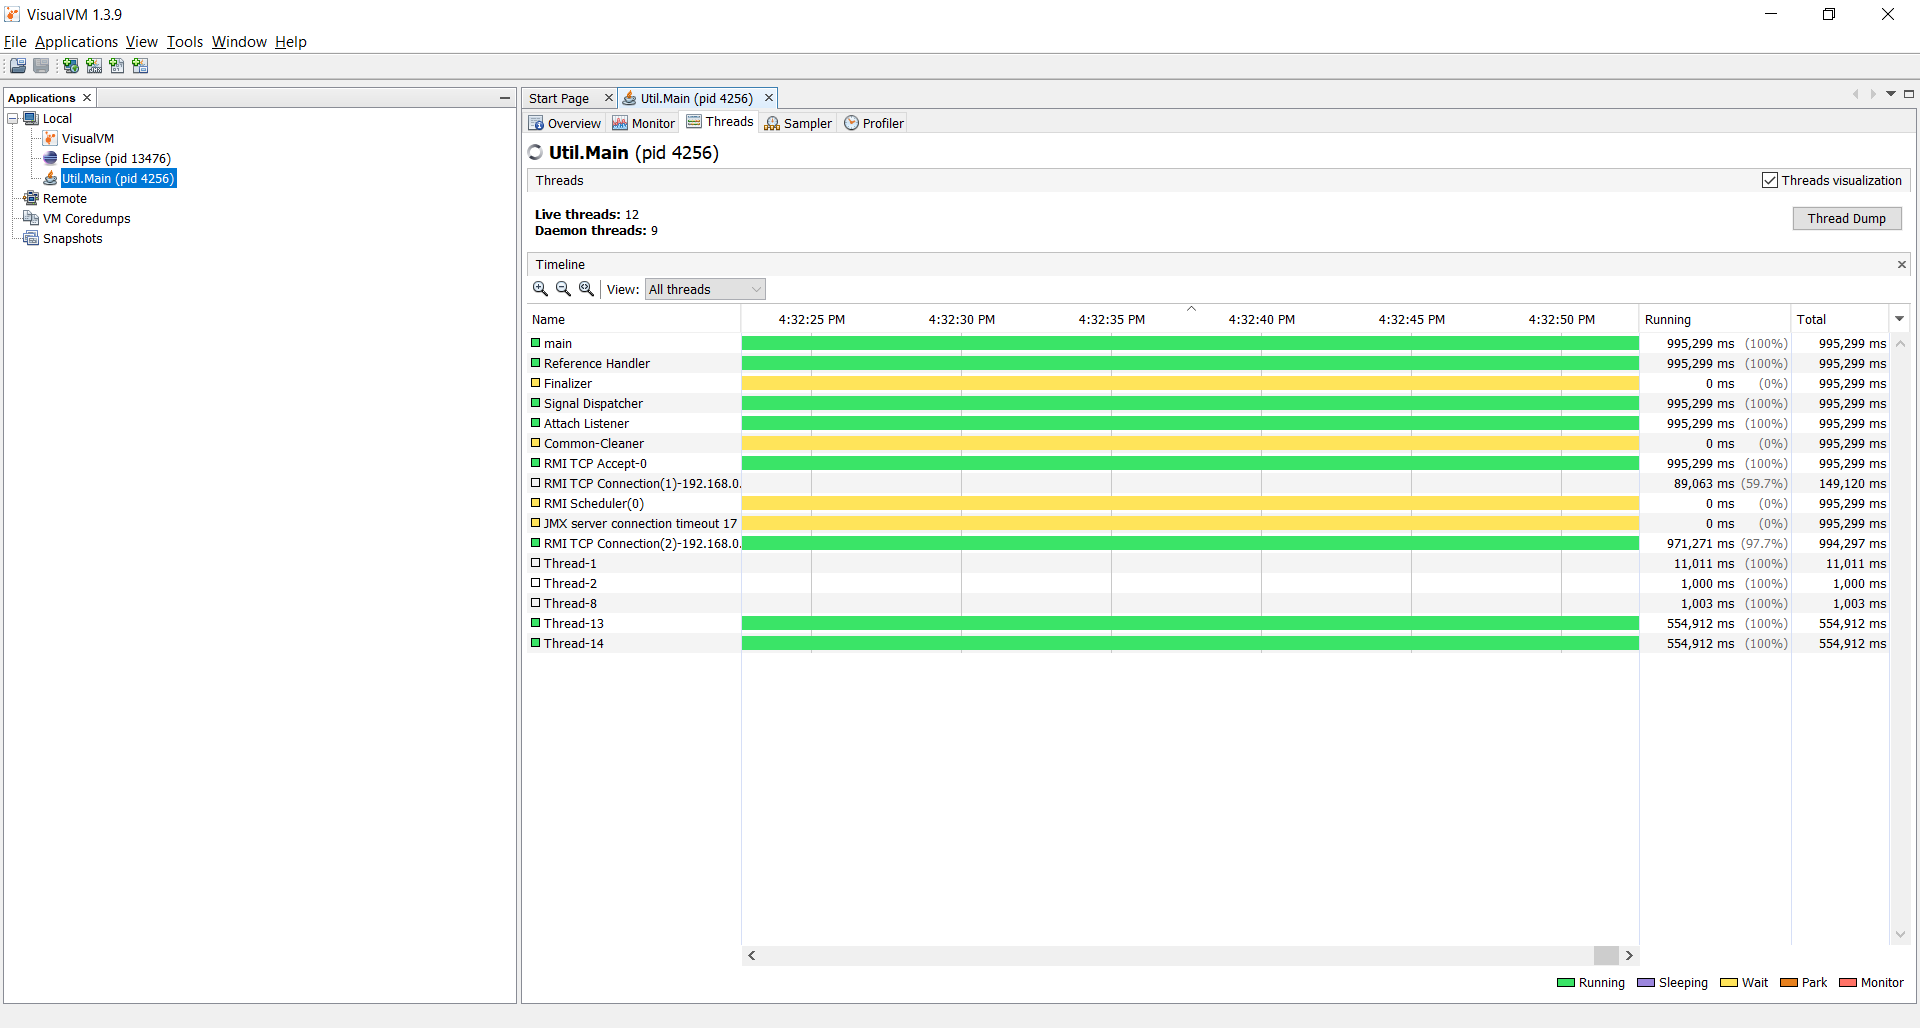 VisualVM 1.3.9
File Applications View Tools Window Help
Applications
Local
VisualVM
Eclipse (pid 13476)
Util.Main (pid 4256)
Remote
VM Coredumps
Snapshots
Start Page Util.Main (pid 4256)
Overview Monitor Threads Sampler Profiler
Util.Main (pid 4256)
Threads Threads visualization
Live threads: 12
Daemon threads: 9
Thread Dump
Timeline
View: All threads
Name 4:32:25 PM 4:32:30 PM 4:32:35 PM 4:32:40 PM 4:32:45 PM 4:32:50 PM Running Total
main 995,299 ms (100%) 995,299 ms
Reference Handler 995,299 ms (100%) 995,299 ms
Finalizer 0 ms (0%) 995,299 ms
Signal Dispatcher 995,299 ms (100%) 995,299 ms
Attach Listener 995,299 ms (100%) 995,299 ms
Common-Cleaner 0 ms (0%) 995,299 ms
RMI TCP Accept-0 995,299 ms (100%) 995,299 ms
RMI TCP Connection(1)-192.168.0. 89,063 ms (59.7%) 149,120 ms
RMI Scheduler(0) 0 ms (0%) 995,299 ms
JMX server connection timeout 17 0 ms (0%) 995,299 ms
RMI TCP Connection(2)-192.168.0. 971,271 ms (97.7%) 994,297 ms
Thread-1 11,011 ms (100%) 11,011 ms
Thread-2 1,000 ms (100%) 1,000 ms
Thread-8 1,003 ms (100%) 1,003 ms
Thread-13 554,912 ms (100%) 554,912 ms
Thread-14 554,912 ms (100%) 554,912 ms
Running Sleeping Wait Park Monitor